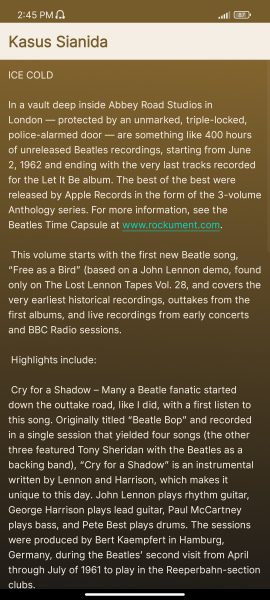 2:45 PM
87
Kasus Sianida
ICE COLD
In a vault deep inside Abbey Road Studios in
London — protected by an unmarked, triple-locked,
police-alarmed door — are something like 400 hours
of unreleased Beatles recordings, starting from June
2, 1962 and ending with the very last tracks recorded
for the Let It Be album. The best of the best were
released by Apple Records in the form of the 3-volume
Anthology series. For more information, see the
Beatles Time Capsule at www.rockument.com.
This volume starts with the first new Beatle song,
“Free as a Bird” (based on a John Lennon demo, found
only on The Lost Lennon Tapes Vol. 28, and covers the
very earliest historical recordings, outtakes from the
first albums, and live recordings from early concerts
and BBC Radio sessions.
Highlights include:
Cry for a Shadow – Many a Beatle fanatic started
down the outtake road, like I did, with a first listen to
this song. Originally titled “Beatle Bop” and recorded
in a single session that yielded four songs (the other
three featured Tony Sheridan with the Beatles as a
backing band), “Cry for a Shadow” is an instrumental
written by Lennon and Harrison, which makes it
unique to this day. John Lennon plays rhythm guitar,
George Harrison plays lead guitar, Paul McCartney
plays bass, and Pete Best plays drums. The sessions
were produced by Bert Kaempfert in Hamburg,
Germany, during the Beatles’ second visit from April
through July of 1961 to play in the Reeperbahn-section
clubs.